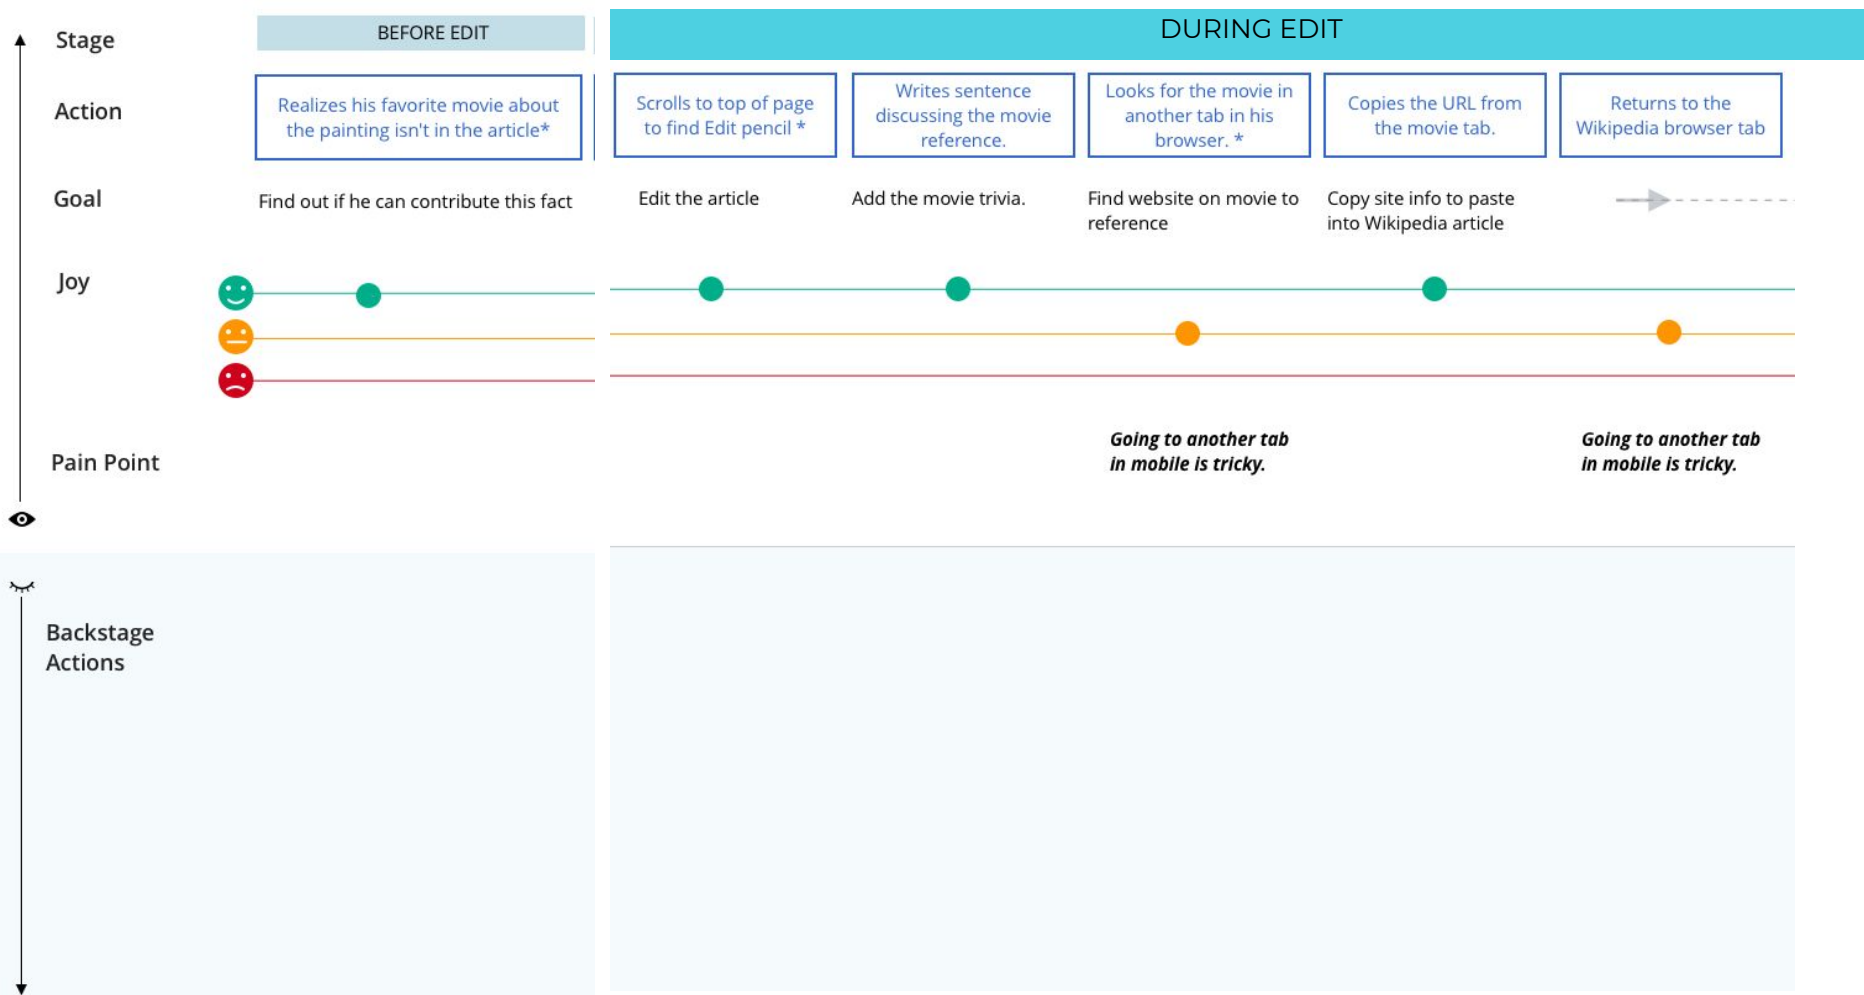 Stage
BEFORE EDIT
DURING EDIT
Action
Realizes his favorite movie about
the painting isn't in the article*
Scrolls to top of page
to find Edit pencil *
Writes sentence
discussing the movie
reference.
Looks for the movie in
another tab in his
browser. *
Copies the URL from
the movie tab.
Returns to the
Wikipedia browser tab
Goal
Find out if he can contribute this fact
Edit the article
Add the movie trivia.
Find website on movie to
reference
Copy site info to paste
into Wikipedia article
Joy
Pain Point
Going to another tab
in mobile is tricky.
Going to another tab
in mobile is tricky.
Backstage
Actions